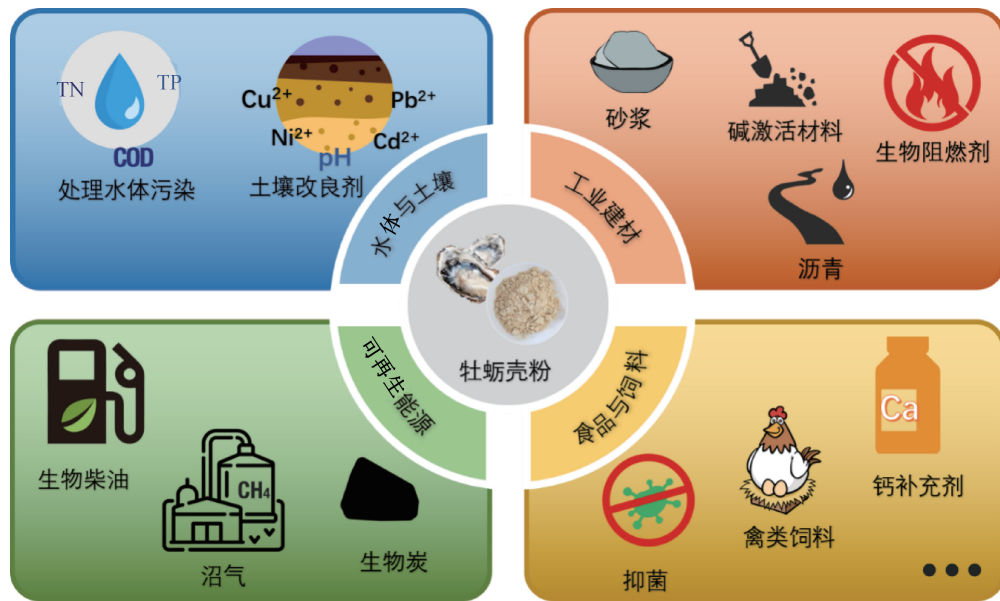 TN
TP
COD
处理水体污染
Cu²⁺
Pb²⁺
Ni²⁺
Cd²⁺
pH
土壤改良剂
水体与土壤
砂浆
碱激活材料
生物阻燃剂
沥青
工业建材
牡蛎壳粉
可再生能源
生物柴油
CH₄
沼气
生物炭
食品与饲料
Ca
钙补充剂
禽类饲料
抑菌